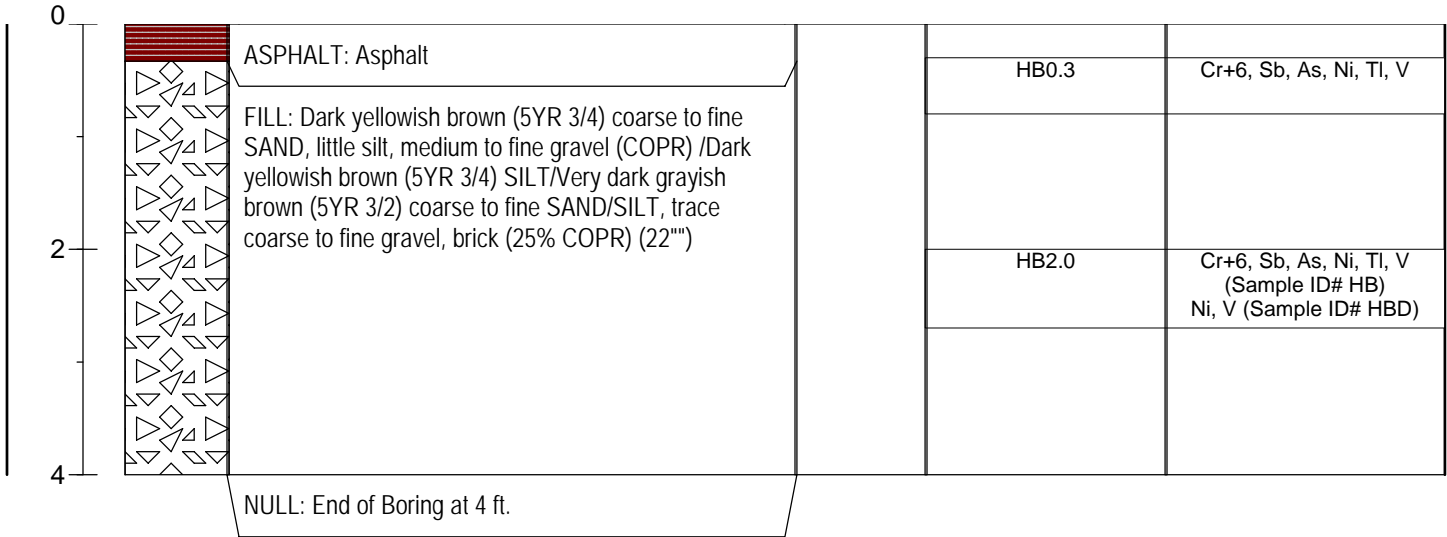 0
ASPHALT: Asphalt
HB0.3
Cr+6, Sb, As, Ni, Tl, V
FILL: Dark yellowish brown (5YR 3/4) coarse to fine
SAND, little silt, medium to fine gravel (COPR) /Dark
yellowish brown (5YR 3/4) SILT/Very dark grayish
brown (5YR 3/2) coarse to fine SAND/SILT, trace
coarse to fine gravel, brick (25% COPR) (22"")
2
HB2.0
Cr+6, Sb, As, Ni, Tl, V
(Sample ID# HB)
Ni, V (Sample ID# HBD)
4
NULL: End of Boring at 4 ft.